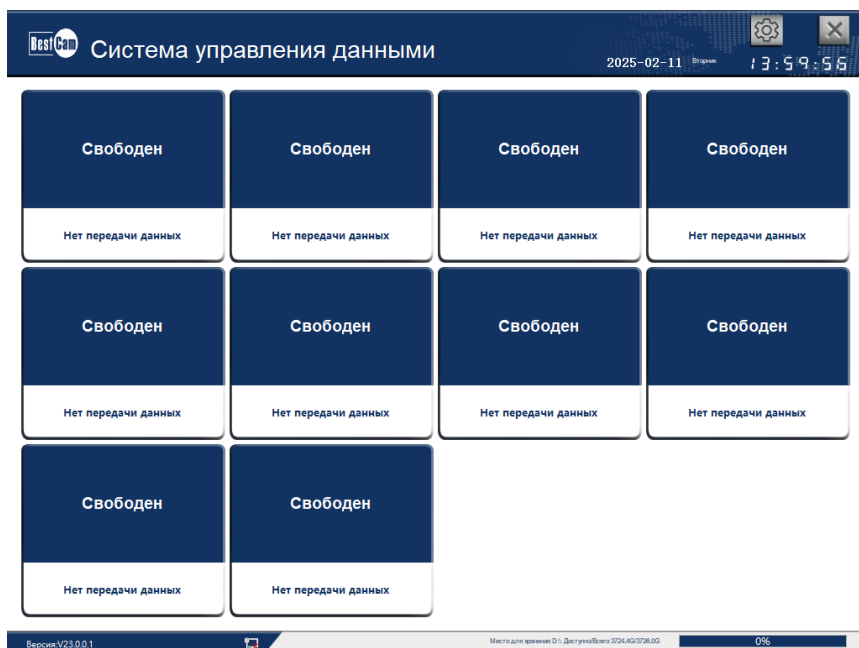 BestCam Система управления данными
2025-02-11 Вторник 13:59:56
Свободен Свободен Свободен Свободен
Нет передачи данных Нет передачи данных Нет передачи данных Нет передачи данных
Свободен Свободен Свободен Свободен
Нет передачи данных Нет передачи данных Нет передачи данных Нет передачи данных
Свободен Свободен
Нет передачи данных Нет передачи данных
Версия:V23.0.0.1 Место для хранения D:\: Доступно/Всего 3724,4G/3726,0G 0%